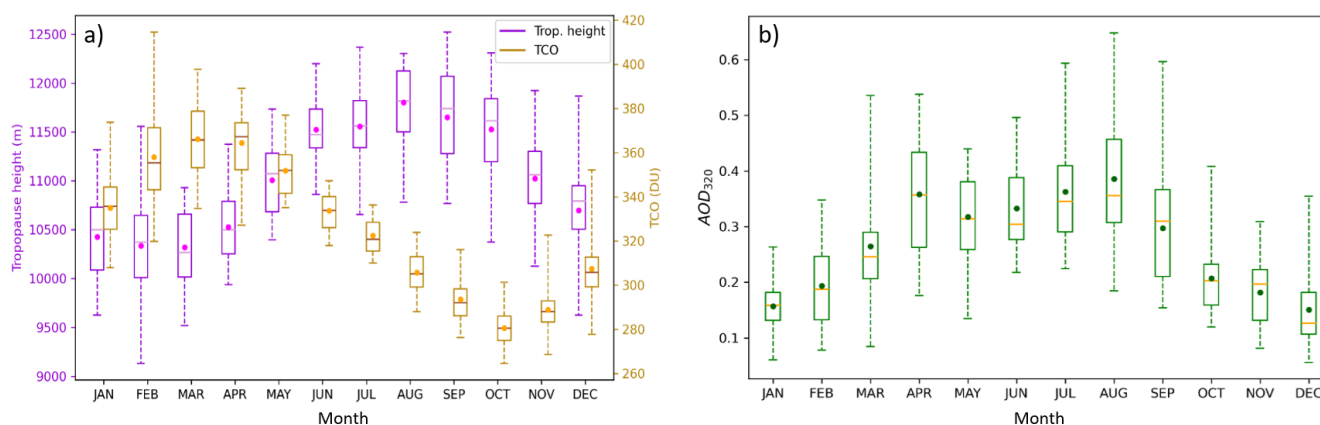 a)
Trop. height
TCO
12500
12000
11500
11000
10500
10000
9500
9000
Tropopause height (m)
420
400
380
360
340
320
300
280
260
TCO (DU)
JAN FEB MAR APR MAY JUN JUL AUG SEP OCT NOV DEC
Month
b)
0.6
0.5
0.4
0.3
0.2
0.1
AOD320
JAN FEB MAR APR MAY JUN JUL AUG SEP OCT NOV DEC
Month